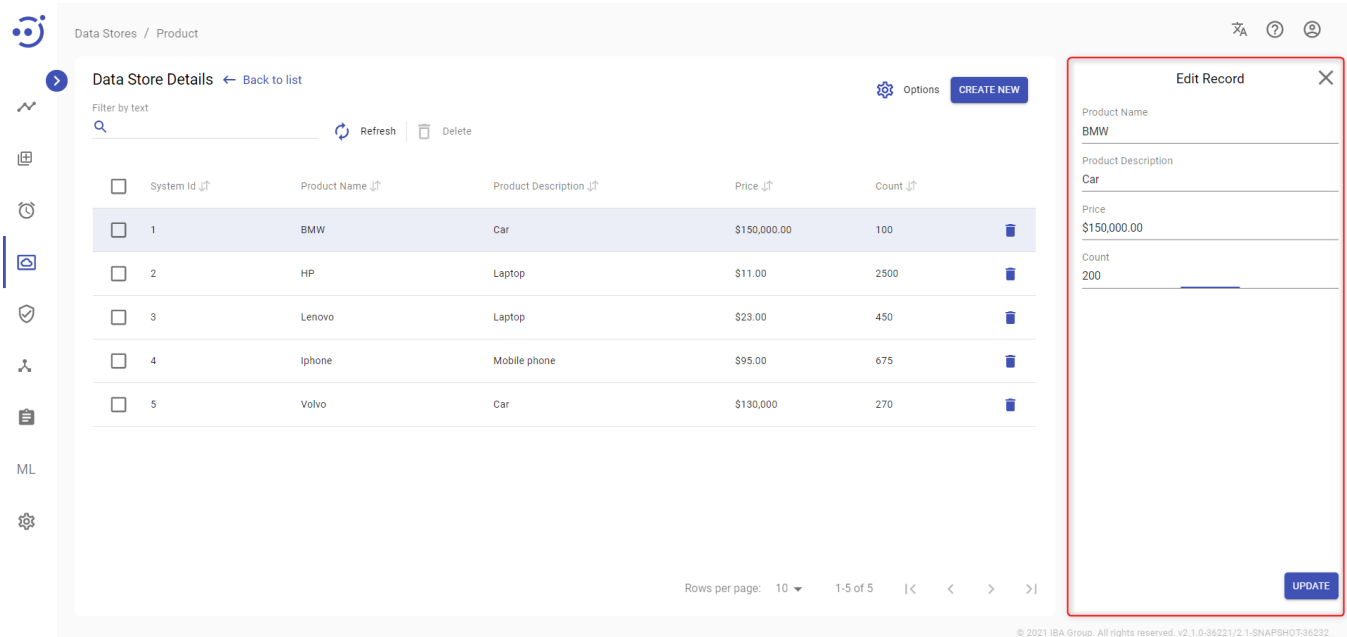 Data Stores / Product
Data Store Details
Back to list
Options
CREATE NEW
Filter by text
Refresh
Delete
System Id Product Name Product Description Price Count
1 BMW Car $150,000.00 100
2 HP Laptop $11.00 2500
3 Lenovo Laptop $23.00 450
4 Iphone Mobile phone $95.00 675
5 Volvo Car $130,000 270
ML
Rows per page: 10 1-5 of 5
Edit Record
Product Name
BMW
Product Description
Car
Price
$150,000.00
Count
200
UPDATE
© 2021 IBA Group. All rights reserved. v2.1.0-36221/2.1-SNAPSHOT-36232